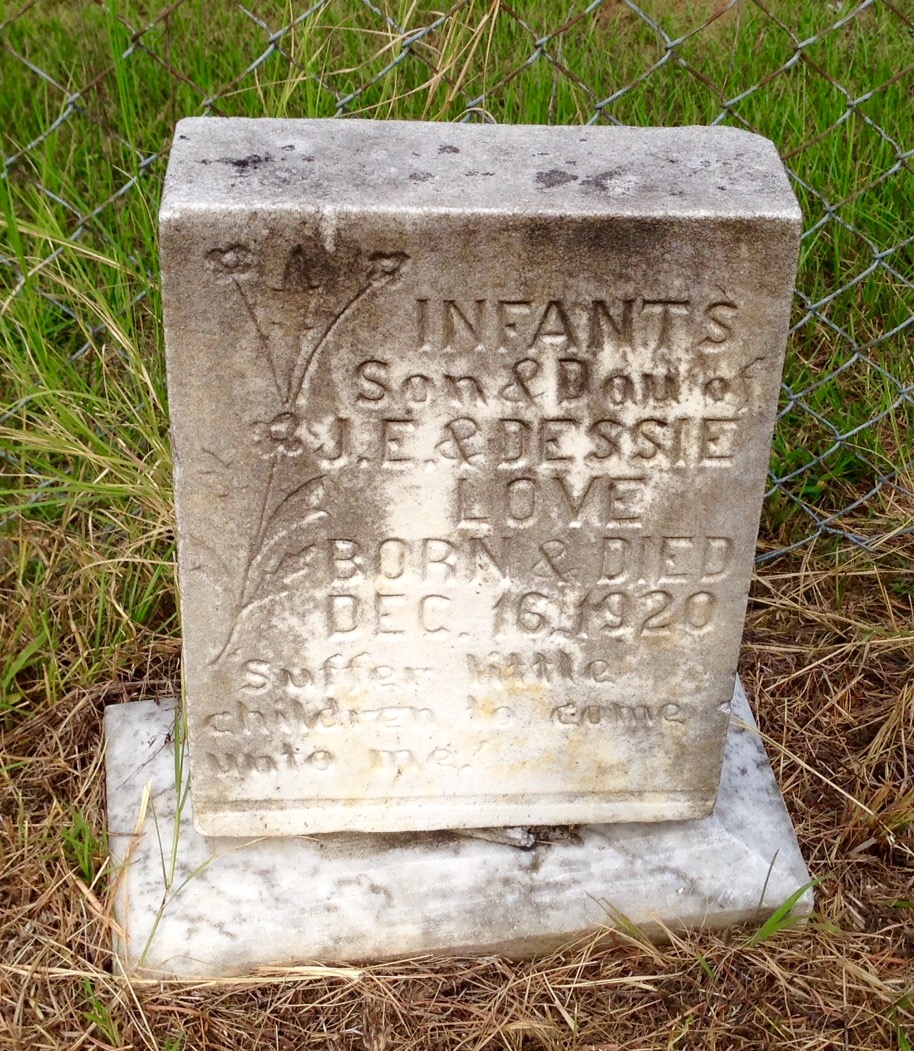 INFANTS
Son & Dau of
J.E. & DESSIE
LOVE
BORN & DIED
DEC. 16, 1920
Suffer little
children to come
unto me.